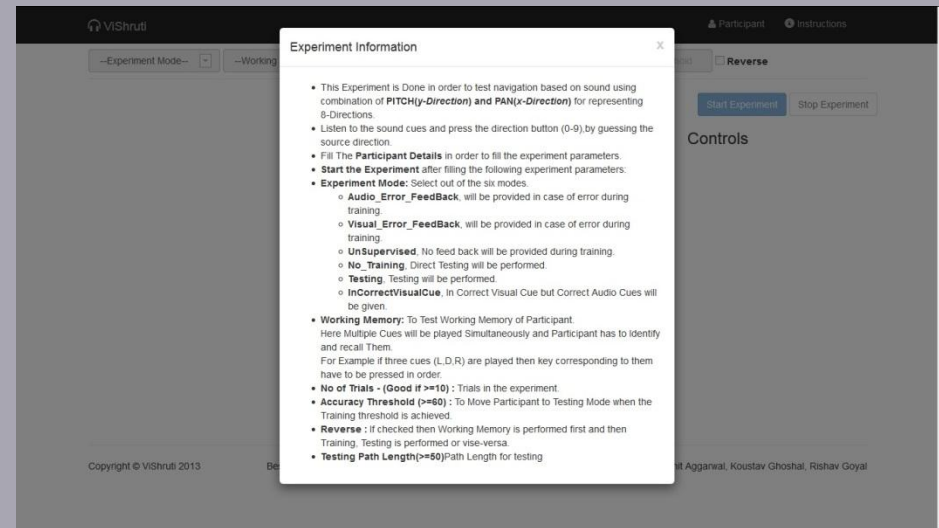 ViShruti
Participant
Instructions
Experiment Information
X
--Experiment Mode--
--Working
Reverse
• This Experiment is Done in order to test navigation based on sound using
combination of PITCH(y-Direction) and PAN(x-Direction) for representing
8-Directions.
• Listen to the sound cues and press the direction button (0-9),by guessing the
source direction.
• Fill The Participant Details in order to fill the experiment parameters.
• Start the Experiment after filling the following experiment parameters:
• Experiment Mode: Select out of the six modes.
○ Audio_Error_FeedBack, will be provided in case of error during
training.
○ Visual_Error_FeedBack, will be provided in case of error during
training.
○ UnSupervised, No feed back will be provided during training.
○ No_Training, Direct Testing will be performed.
○ Testing, Testing will be performed.
○ InCorrectVisualCue, In Correct Visual Cue but Correct Audio Cues will
be given.
• Working Memory: To Test Working Memory of Participant.
Here Multiple Cues will be played Simultaneously and Participant has to Identify
and recall Them.
For Example if three cues (L,D,R) are played then key corresponding to them
have to be pressed in order.
• No of Trials - (Good if >=10) : Trials in the experiment.
• Accuracy Threshold (>=60) : To Move Participant to Testing Mode when the
Training threshold is achieved.
• Reverse : If checked then Working Memory is performed first and then
Training, Testing is performed or vise-versa.
• Testing Path Length(>=50)Path Length for testing
Start Experiment
Stop Experiment
Controls
Copyright © ViShruti 2013
Aggarwal, Koustav Ghoshal, Rishav Goyal